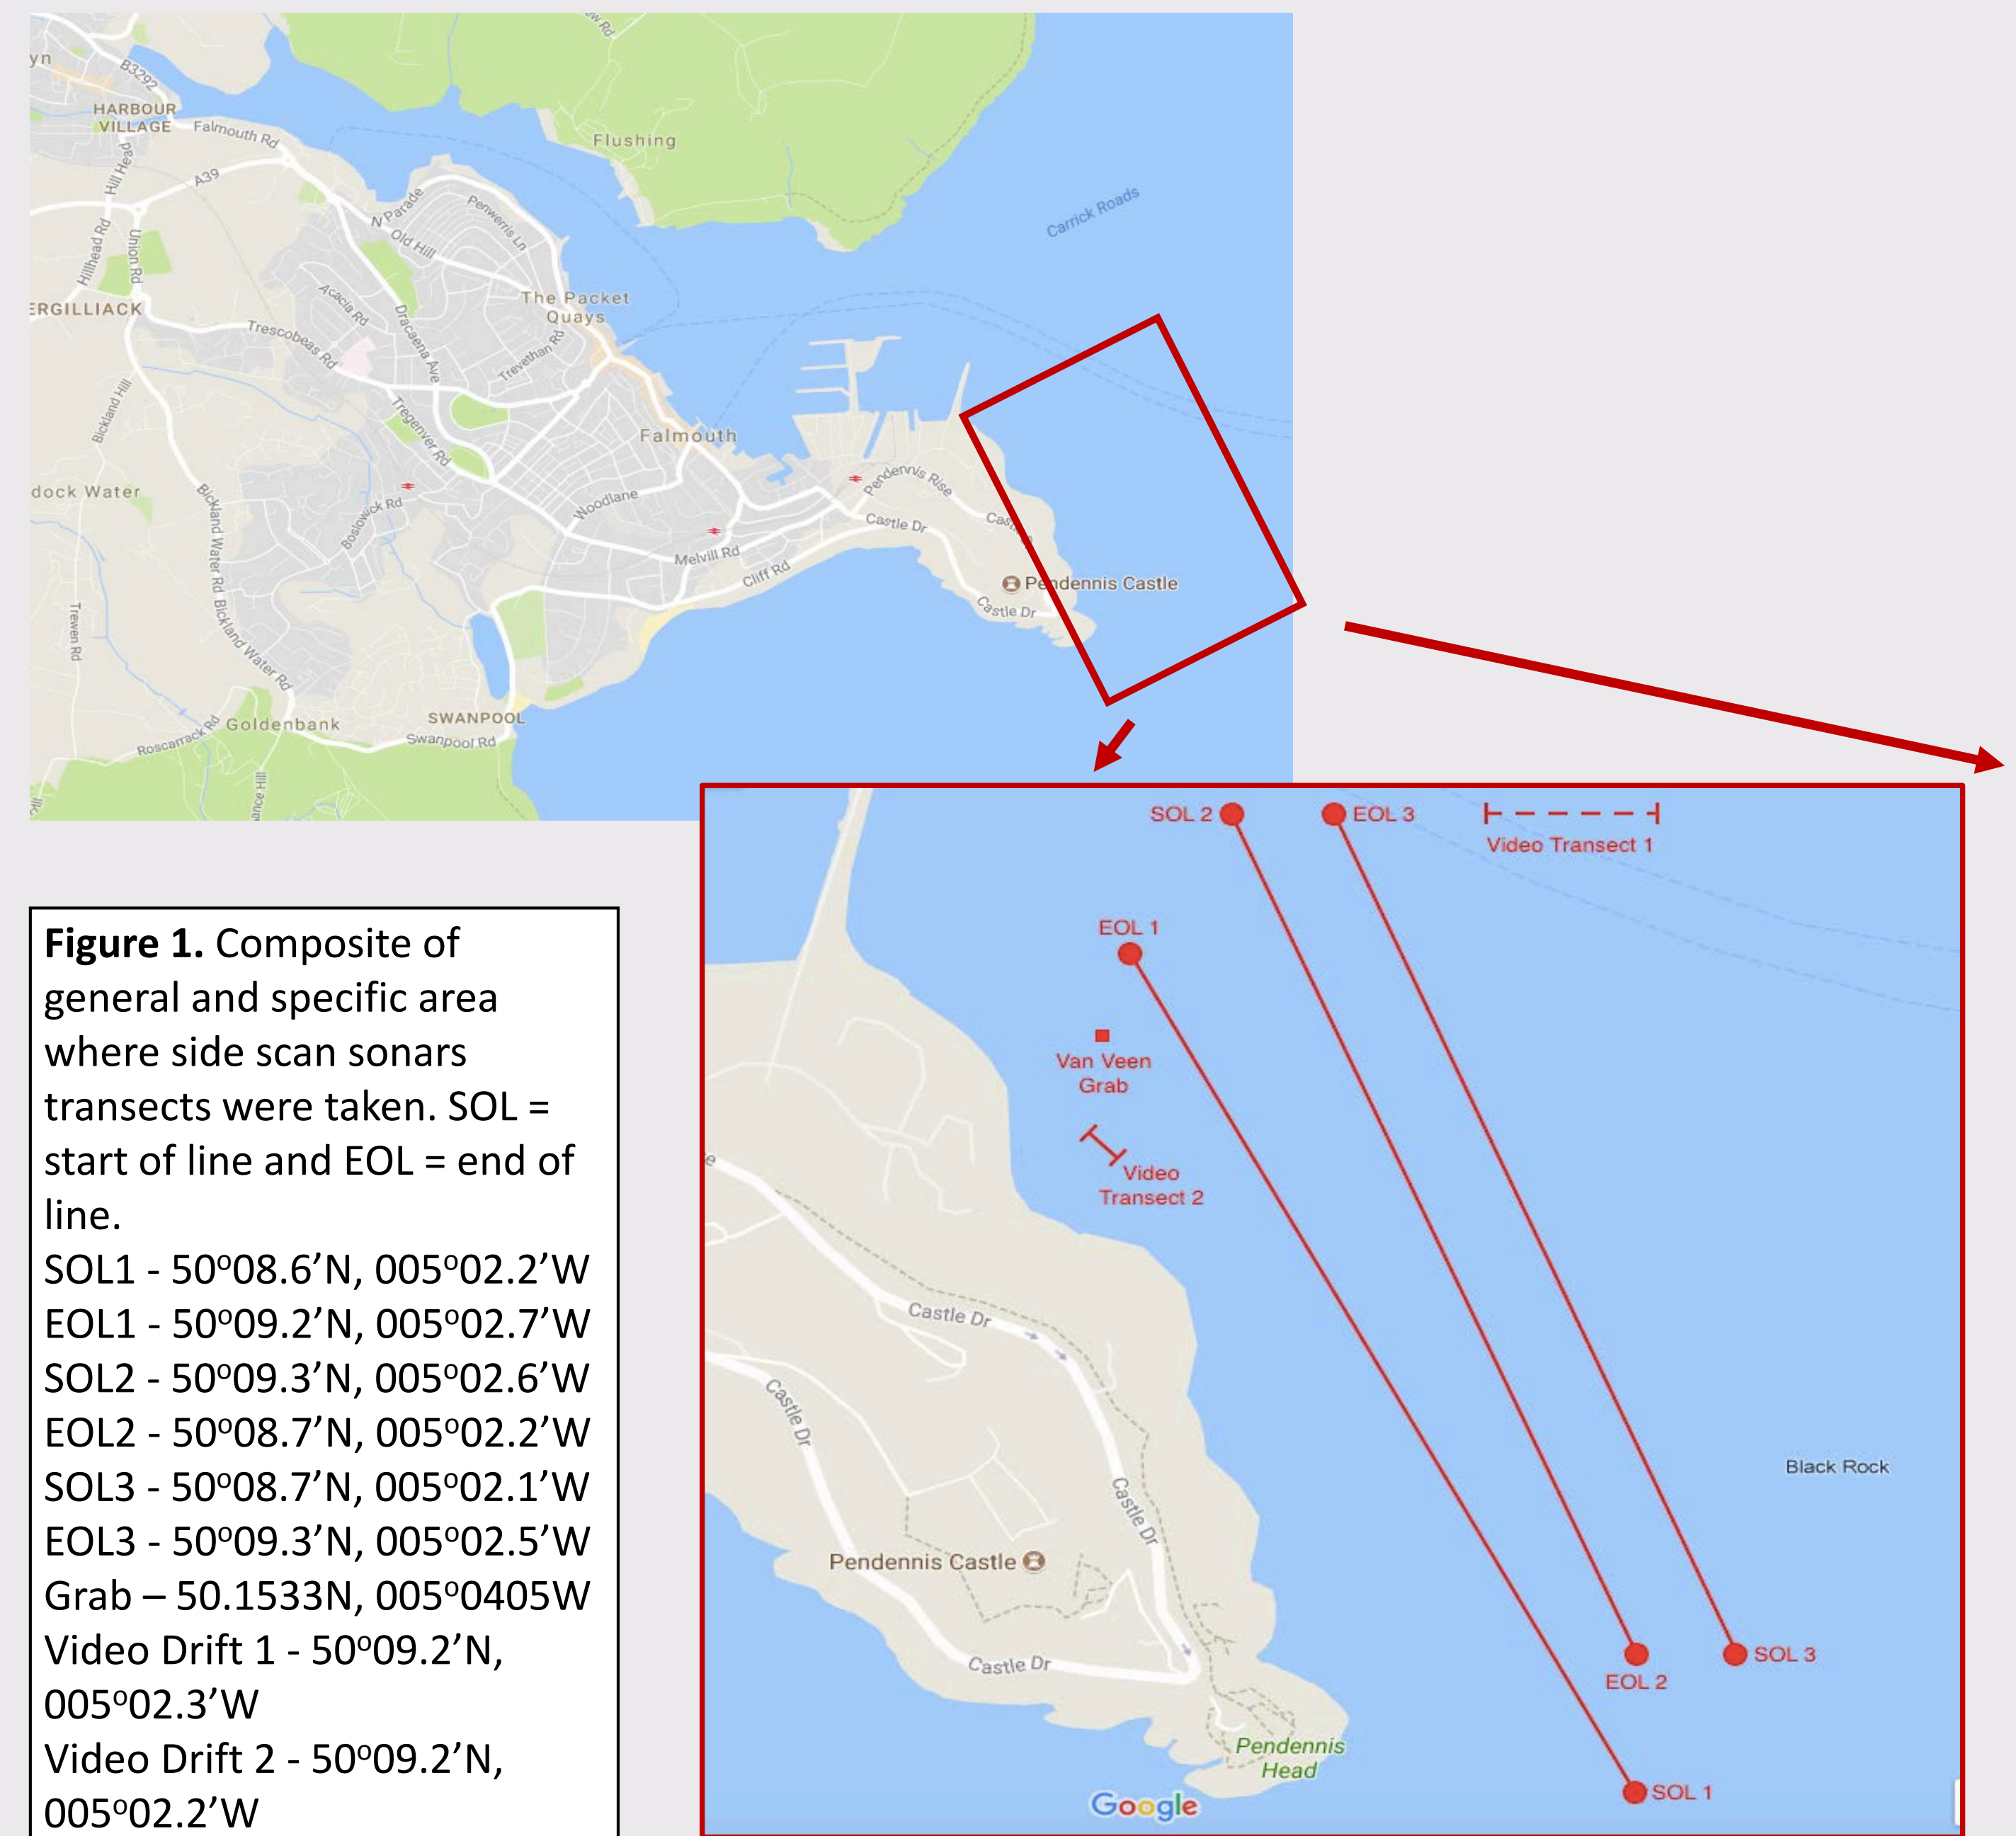 yn
B3292
HARBOUR
VILLAGE
Falmouth Rd
Hill Head
A39
Flushing
Carrick Roads
N Parade
Penwerris Ln
Old Hill
Hillhead Rd
Union Rd
ERGILLIACK
Acacia Rd
Dracaena Ave
The Packet
Quays
Trescobeas Rd
Trevethan Rd
Bickland Hill
Tregenver Rd
Falmouth
dock Water
Bickland Water Rd
Boslowick Rd
Woodlane
Pendennis Rise
Castle Dr
Cas
Melvill Rd
Cliff Rd
Pendennis Castle
Castle Dr
Trewen Rd
Bickland Water Rd
Goldenbank
SWANPOOL
Roscarrack Rd
Swanpool Rd
ance Hill
Figure 1. Composite of
general and specific area
where side scan sonars
transects were taken. SOL =
start of line and EOL = end of
line.
SOL1 - 50º08.6’N, 005º02.2’W
EOL1 - 50º09.2’N, 005º02.7’W
SOL2 - 50º09.3’N, 005º02.6’W
EOL2 - 50º08.7’N, 005º02.2’W
SOL3 - 50º08.7’N, 005º02.1’W
EOL3 - 50º09.3’N, 005º02.5’W
Grab – 50.1533N, 005º0405W
Video Drift 1 - 50º09.2’N,
005º02.3’W
Video Drift 2 - 50º09.2’N,
005º02.2’W
SOL 2
EOL 3
Video Transect 1
EOL 1
Van Veen
Grab
Video
Transect 2
Castle Dr
Castle Dr
Castle Dr
Black Rock
Pendennis Castle
Castle Dr
EOL 2
SOL 3
Pendennis
Head
Google
SOL 1